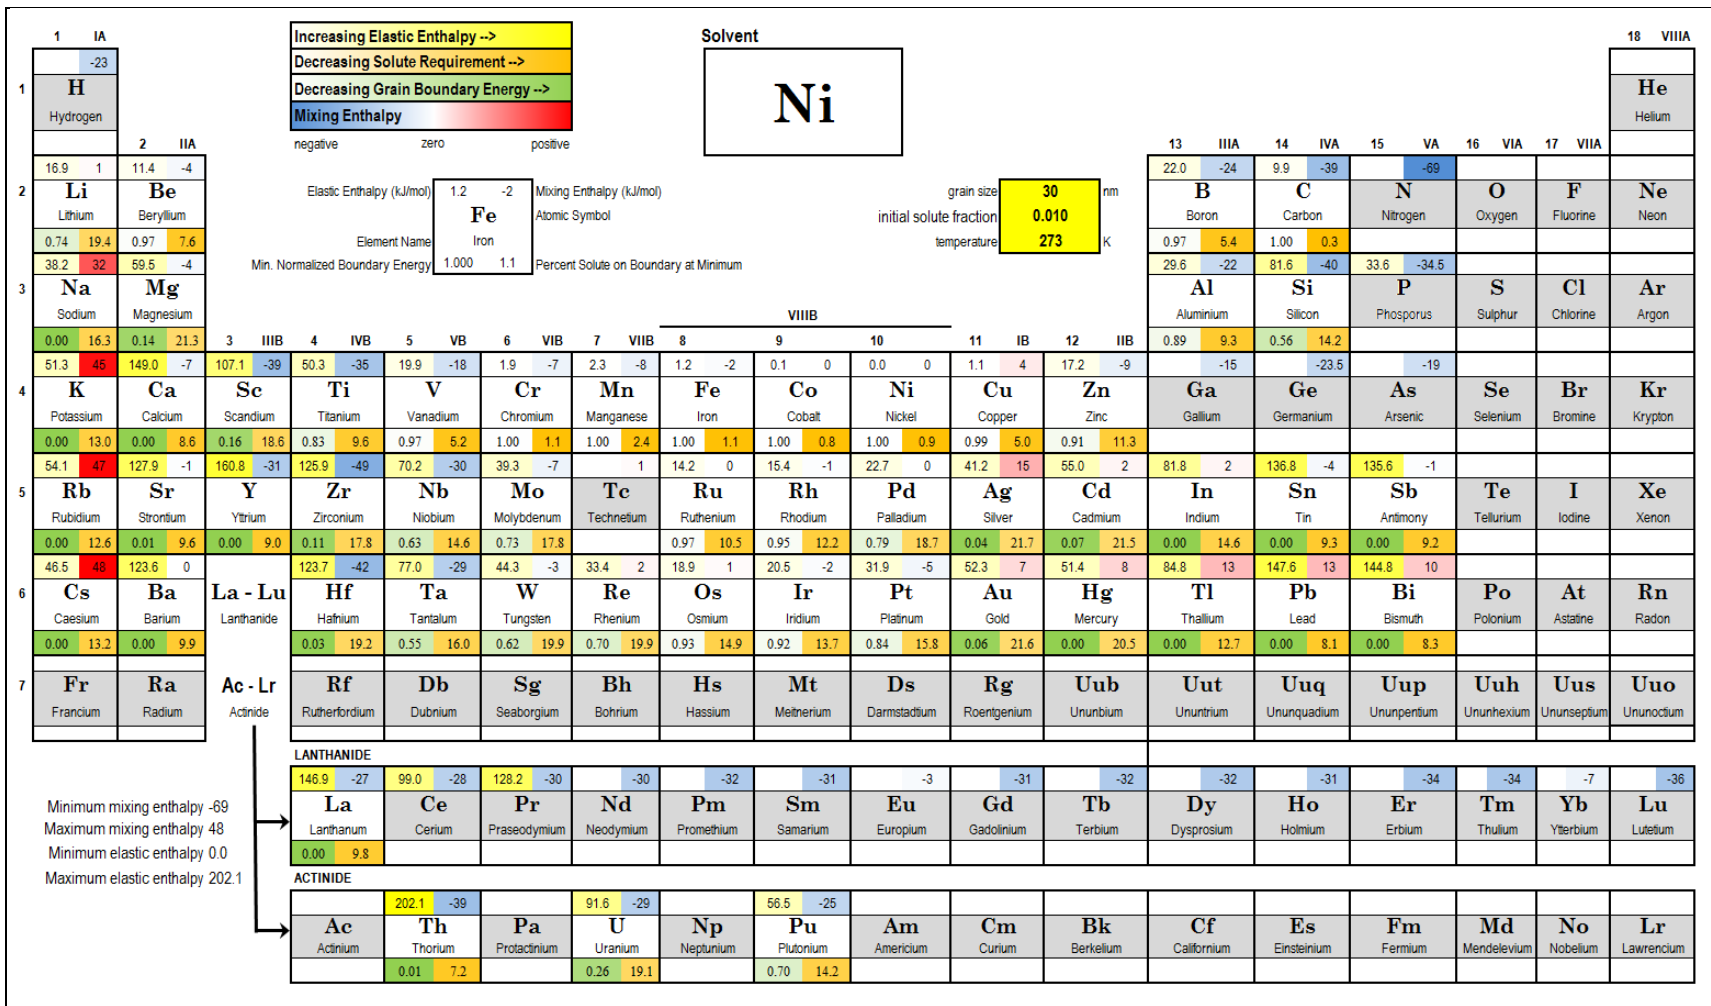 1 IA
18 VIIIA
Increasing Elastic Enthalpy -->
Decreasing Solute Requirement -->
Decreasing Grain Boundary Energy -->
Mixing Enthalpy
negative zero positive
Solvent
Ni
-23
1 H He
Hydrogen Helium
2 IIA 13 IIIA 14 IVA 15 VA 16 VIA 17 VIIA
16.9 1 11.4 -4 22.0 -24 9.9 -39 -69
2 Li Be B C N O F Ne
Lithium Beryllium Boron Carbon Nitrogen Oxygen Fluorine Neon
0.74 19.4 0.97 7.6 0.97 5.4 1.00 0.3
Elastic Enthalpy (kJ/mol) 1.2 -2 Mixing Enthalpy (kJ/mol)
Fe Atomic Symbol
Element Name Iron
Min. Normalized Boundary Energy 1.000 1.1 Percent Solute on Boundary at Minimum
grain size 30 nm
initial solute fraction 0.010
temperature 273 K
38.2 32 59.5 -4 29.6 -22 81.6 -40 33.6 -34.5
3 Na Mg Al Si P S Cl Ar
Sodium Magnesium Aluminium Silicon Phosporus Sulphur Chlorine Argon
0.00 16.3 0.14 21.3 0.89 9.3 0.56 14.2
VIIIB
3 IIIB 4 IVB 5 VB 6 VIB 7 VIIB 8 9 10 11 IB 12 IIB
51.3 45 149.0 -7 107.1 -39 50.3 -35 19.9 -18 1.9 -7 2.3 -8 1.2 -2 0.1 0 0.0 0 1.1 4 17.2 -9 -15 -23.5 -19
4 K Ca Sc Ti V Cr Mn Fe Co Ni Cu Zn Ga Ge As Se Br Kr
Potassium Calcium Scandium Titanium Vanadium Chromium Manganese Iron Cobalt Nickel Copper Zinc Gallium Germanium Arsenic Selenium Bromine Krypton
0.00 13.0 0.00 8.6 0.16 18.6 0.83 9.6 0.97 5.2 1.00 1.1 1.00 2.4 1.00 1.1 1.00 0.8 1.00 0.9 0.99 5.0 0.91 11.3
54.1 47 127.9 -1 160.8 -31 125.9 -49 70.2 -30 39.3 -7 1 14.2 0 15.4 -1 22.7 0 41.2 15 55.0 2 81.8 2 136.8 -4 135.6 -1
5 Rb Sr Y Zr Nb Mo Tc Ru Rh Pd Ag Cd In Sn Sb Te I Xe
Rubidium Strontium Yttrium Zirconium Niobium Molybdenum Technetium Ruthenium Rhodium Palladium Silver Cadmium Indium Tin Antimony Tellurium Iodine Xenon
0.00 12.6 0.01 9.6 0.00 9.0 0.11 17.8 0.63 14.6 0.73 17.8 0.97 10.5 0.95 12.2 0.79 18.7 0.04 21.7 0.07 21.5 0.00 14.6 0.00 9.3 0.00 9.2
46.5 48 123.6 0 123.7 -42 77.0 -29 44.3 -3 33.4 2 18.9 1 20.5 -2 31.9 -5 52.3 7 51.4 8 84.8 13 147.6 13 144.8 10
6 Cs Ba La - Lu Hf Ta W Re Os Ir Pt Au Hg Tl Pb Bi Po At Rn
Caesium Barium Lanthanide Hafnium Tantalum Tungsten Rhenium Osmium Iridium Platinum Gold Mercury Thallium Lead Bismuth Polonium Astatine Radon
0.00 13.2 0.00 9.9 0.03 19.2 0.55 16.0 0.62 19.9 0.70 19.9 0.93 14.9 0.92 13.7 0.84 15.8 0.06 21.6 0.00 20.5 0.00 12.7 0.00 8.1 0.00 8.3
7 Fr Ra Ac - Lr Rf Db Sg Bh Hs Mt Ds Rg Uub Uut Uuq Uup Uuh Uus Uuo
Francium Radium Actinide Rutherfordium Dubnium Seaborgium Bohrium Hassium Meitnerium Darmstadtium Roentgenium Ununbium Ununtrium Ununquadium Ununpentium Ununhexium Ununseptium Ununoctium
LANTHANIDE
146.9 -27 99.0 -28 128.2 -30 -30 -32 -31 -3 -31 -32 -32 -31 -34 -34 -7 -36
La Ce Pr Nd Pm Sm Eu Gd Tb Dy Ho Er Tm Yb Lu
Lanthanum Cerium Praseodymium Neodymium Promethium Samarium Europium Gadolinium Terbium Dysprosium Holmium Erbium Thulium Ytterbium Lutetium
0.00 9.8
Minimum mixing enthalpy -69
Maximum mixing enthalpy 48
Minimum elastic enthalpy 0.0
Maximum elastic enthalpy 202.1
ACTINIDE
202.1 -39 91.6 -29 56.5 -25
Ac Th Pa U Np Pu Am Cm Bk Cf Es Fm Md No Lr
Actinium Thorium Protactinium Uranium Neptunium Plutonium Americium Curium Berkelium Californium Einsteinium Fermium Mendelevium Nobelium Lawrencium
0.01 7.2 0.26 19.1 0.70 14.2